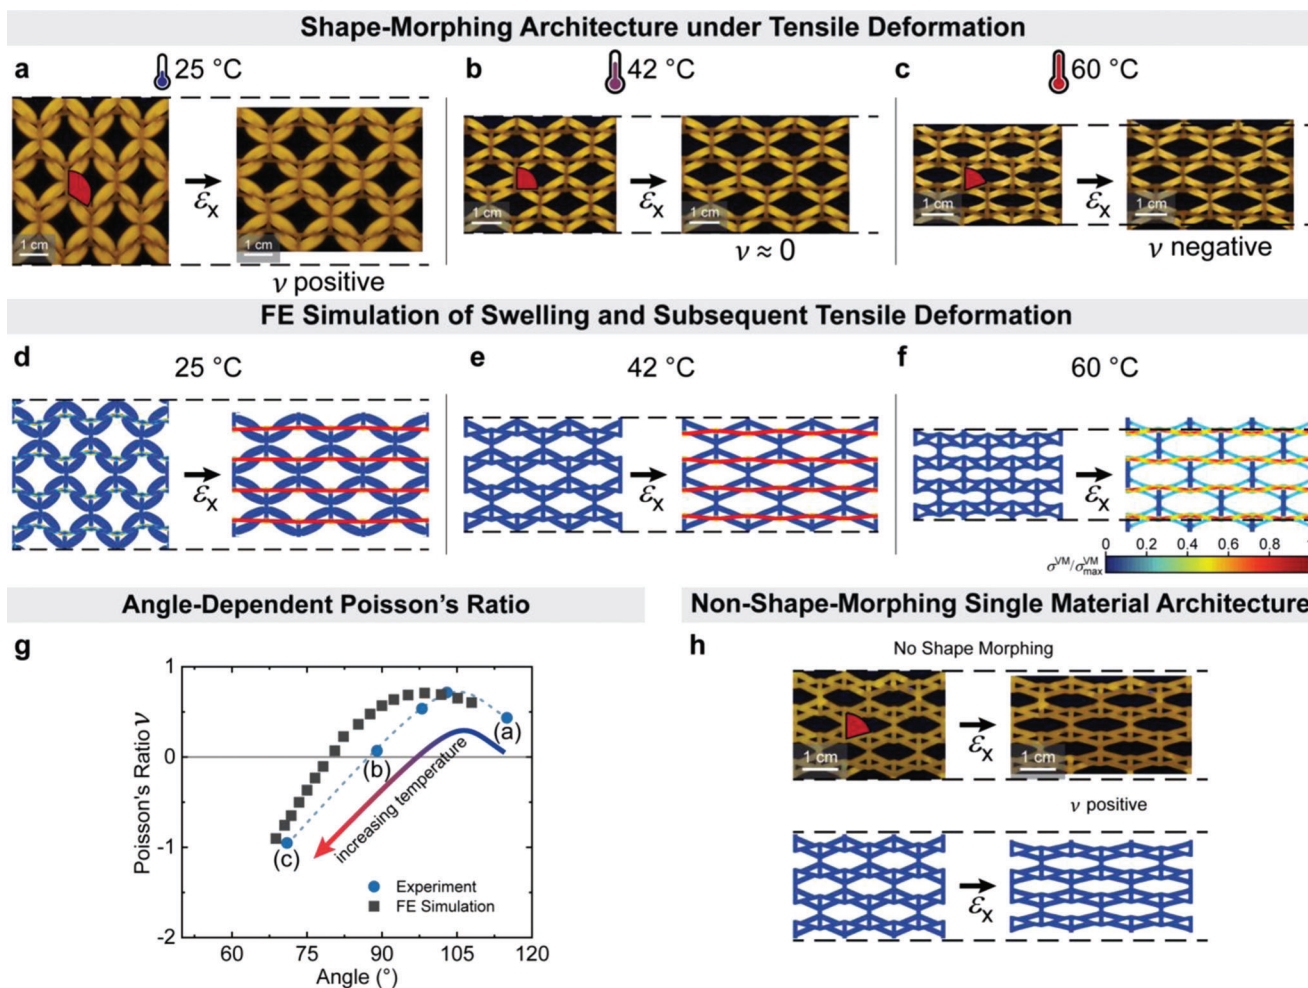 Shape-Morphing Architecture under Tensile Deformation
a 25 °C b 42 °C c 60 °C
εx εx εx
1 cm 1 cm 1 cm 1 cm 1 cm 1 cm
ν positive ν ≈ 0 ν negative
FE Simulation of Swelling and Subsequent Tensile Deformation
d 25 °C e 42 °C f 60 °C
εx εx εx
0 0.2 0.4 0.6 0.8 1
σVM/σVMmax
Angle-Dependent Poisson's Ratio
g
Poisson's Ratio ν
1
0
-1
-2
(a)
(b)
(c)
increasing temperature
Experiment
FE Simulation
60 75 90 105 120
Angle (°)
Non-Shape-Morphing Single Material Architecture
h
No Shape Morphing
εx
1 cm 1 cm
ν positive
εx